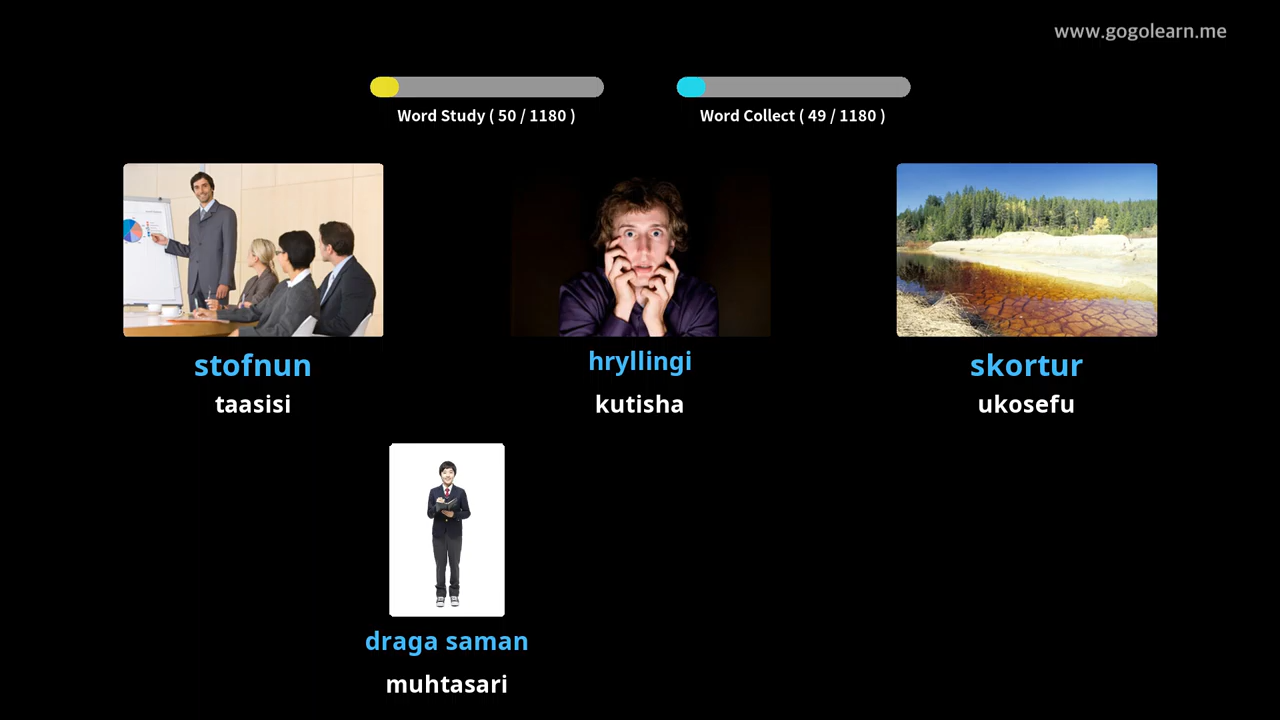 www.gogolearn.me
Word Study ( 50 / 1180 )
Word Collect ( 49 / 1180 )
stofnun
taasisi
hryllingi
kutisha
skortur
ukosefu
draga saman
muhtasari